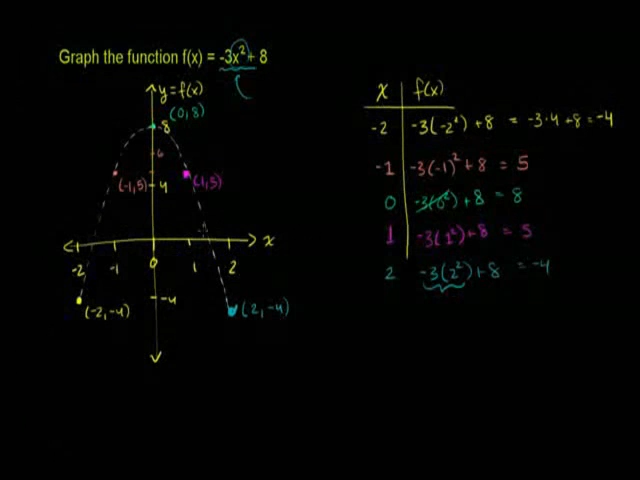 Graph the function f(x) = -3x² + 8
y = f(x)
(0, 8)
8
6
(-1, 5)
4
(1, 5)
x
-2 -1 0 1 2
-4
(-2, -4)
(2, -4)
x f(x)
-2 -3(-2²) + 8 = -3·4 + 8 = -4
-1 -3(-1)² + 8 = 5
0 -3(0²) + 8 = 8
1 -3(1²) + 8 = 5
2 -3(2²) + 8 = -4